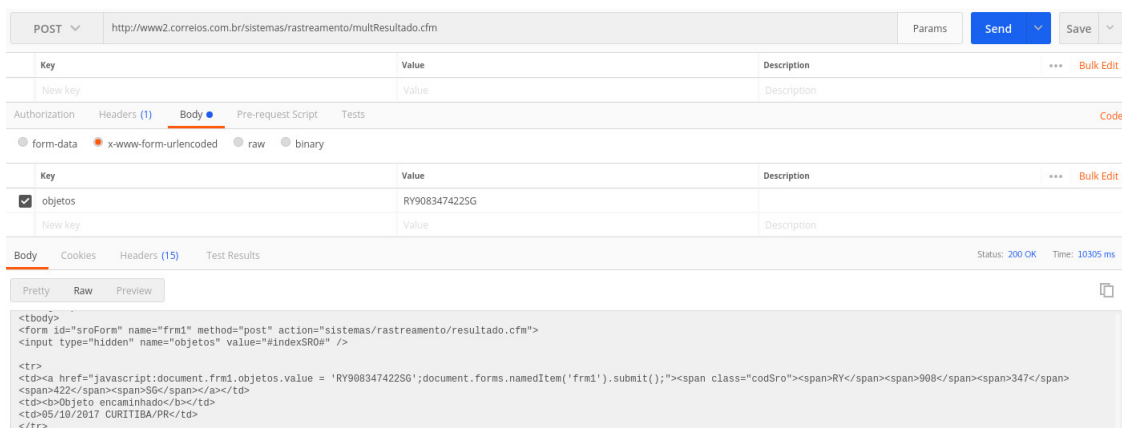 POST http://www2.correios.com.br/sistemas/rastreamento/multResultado.cfm Params Send Save
Key Value Description Bulk Edit
New key Value Description
Authorization Headers (1) Body Pre-request Script Tests Code
form-data x-www-form-urlencoded raw binary
Key Value Description Bulk Edit
objetos RY908347422SG
New key Value Description
Body Cookies Headers (15) Test Results Status: 200 OK Time: 10305 ms
Pretty Raw Preview
<tbody>
<form id="sroForm" name="frm1" method="post" action="sistemas/rastreamento/resultado.cfm">
<input type="hidden" name="objetos" value="#indexSRO#" />
<tr>
<td><a href="javascript:document.frm1.objetos.value = 'RY908347422SG';document.forms.namedItem('frm1').submit();"><span class="codSro"><span>RY</span><span>908</span><span>347</span>
<span>422</span><span>SG</span></a></td>
<td><b>Objeto encaminhado</b></td>
<td>05/10/2017 CURITIBA/PR</td>
</tr>